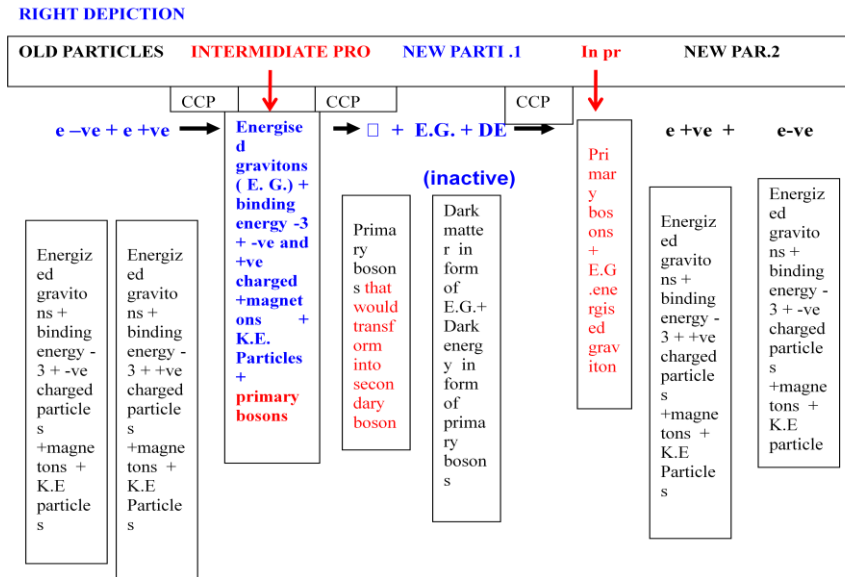 RIGHT DEPICTION
OLD PARTICLES INTERMIDIATE PRO NEW PARTI .1 In pr NEW PAR.2
CCP CCP CCP
e –ve + e +ve □ + E.G. + DE e +ve + e-ve
(inactive)
Energiz
ed
gravito
ns +
binding
energy -
3 + -ve
charged
particle
s
+magne
tons +
K.E
particle
s
Energiz
ed
gravito
ns +
binding
energy -
3 + +ve
charged
particle
s
+magne
tons +
K.E
Particle
s
Energise
d
gravitons
( E. G.) +
binding
energy -3
+ -ve and
+ve
charged
+magnet
ons +
K.E.
Particles
+
primary
bosons
Prima
ry
boson
s that
would
transf
orm
into
secon
dary
boson
Dark
matte
r in
form
of
E.G.+
Dark
energ
y in
form
of
prima
ry
boson
s
Pri
mar
y
bos
ons
+
E.G
.ene
rgis
ed
grav
iton
Energiz
ed
gravito
ns +
binding
energy -
3 + +ve
charged
particle
s
+magne
tons +
K.E
Particle
s
Energized
gravitons +
binding
energy -
3 + -ve
charged
particles
+magne
tons +
K.E
particle